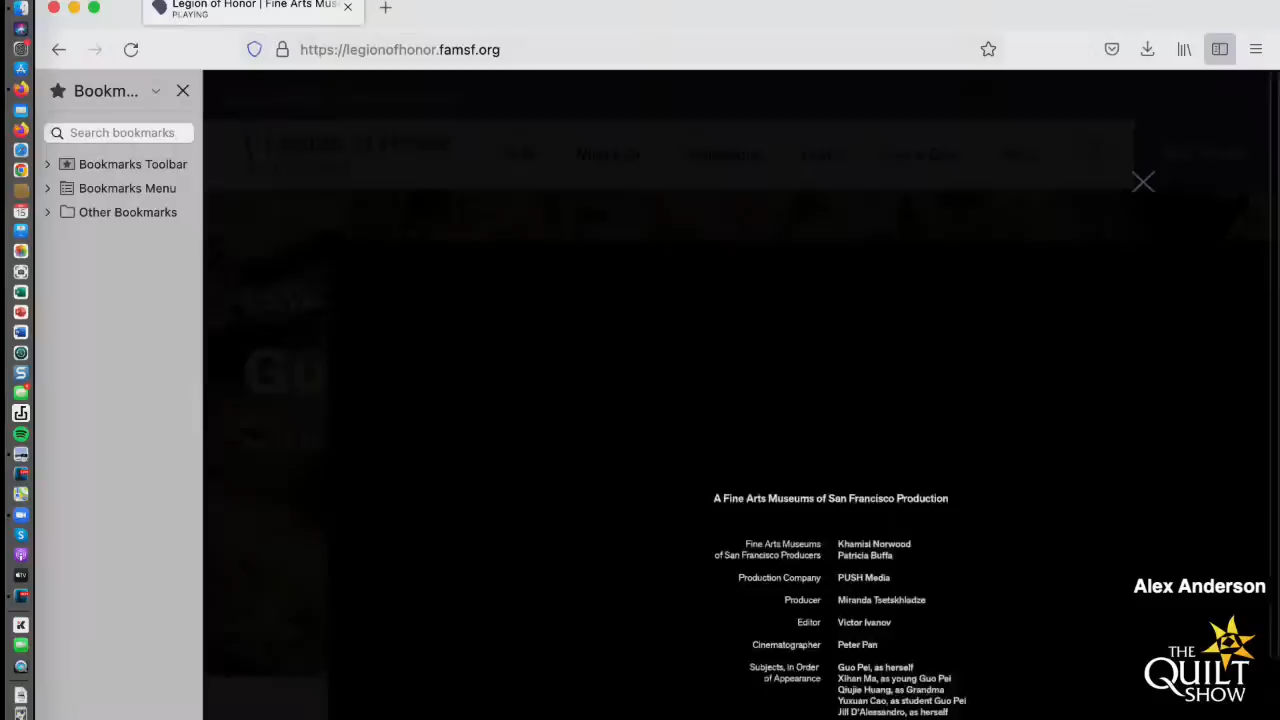 Legion of Honor | Fine Arts Mus
PLAYING
https://legionofhonor.famsf.org
Bookm...
Search bookmarks
Bookmarks Toolbar
Bookmarks Menu
Other Bookmarks
Gu
A Fine Arts Museums of San Francisco Production
Fine Arts Museums Khamisi Norwood
of San Francisco Producers Patricia Buffa
Production Company PUSH Media
Producer Miranda Tsetskhladze
Editor Victor Ivanov
Cinematographer Peter Pan
Subjects, in Order Guo Pei, as herself
of Appearance Xihan Ma, as young Guo Pei
Qiujie Huang, as Grandma
Yuxuan Cao, as student Guo Pei
Jill D'Alessandro, as herself
Alex Anderson
THE
QUILT
SHOW